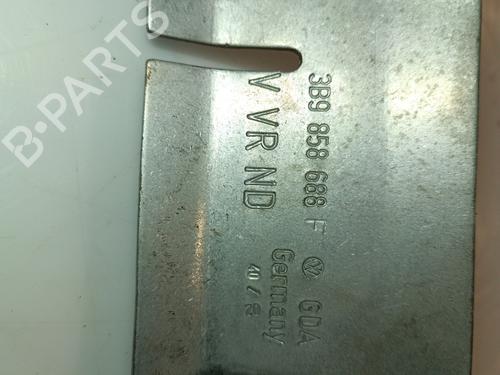 3B9 858 688 F GDA
V VR ND Germany
B-PARTS